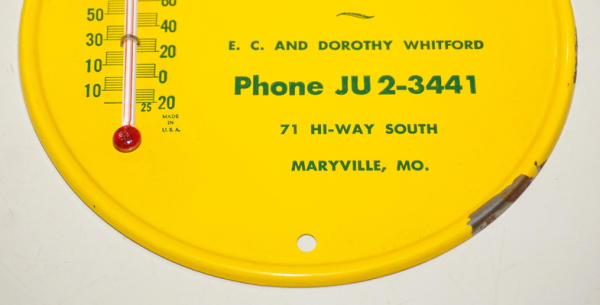 60
50
40
30
20
10
0
10
20
25
MADE
IN
U.S.A.
E. C. AND DOROTHY WHITFORD
Phone JU 2-3441
71 HI-WAY SOUTH
MARYVILLE, MO.